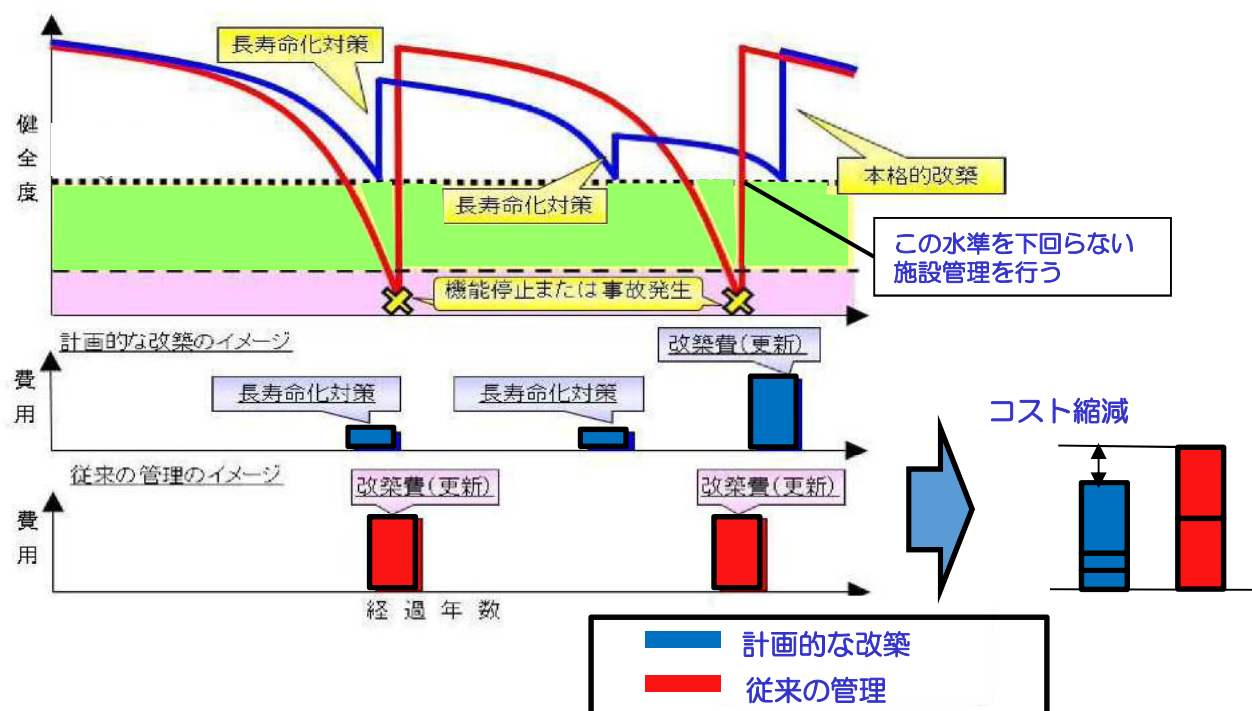 長寿命化対策
健全度
長寿命化対策
本格的改築
この水準を下回らない
施設管理を行う
機能停止または事故発生
計画的な改築のイメージ
改築費(更新)
費用
長寿命化対策
長寿命化対策
コスト縮減
従来の管理のイメージ
改築費(更新)
改築費(更新)
費用
経過年数
計画的な改築
従来の管理